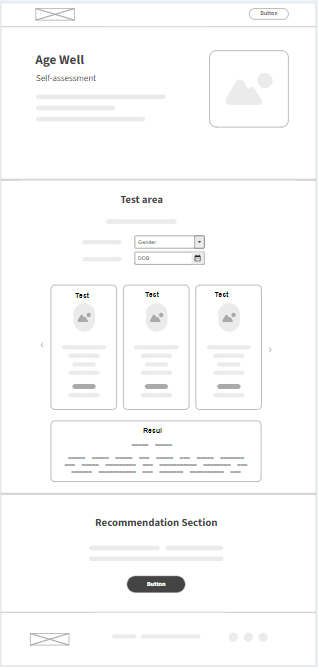 Button
Age Well
Self-assessment
Test area
Gender
DOB
Test
Test
Test
‹
›
Resul
Recommendation Section
Button